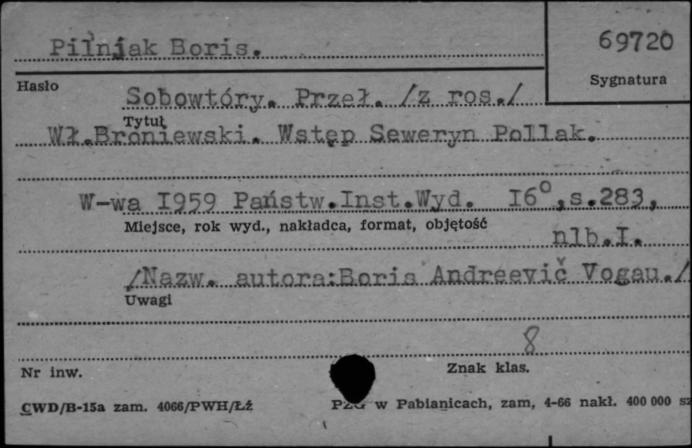 Pilnjak Boris.
69720
Hasło
Sygnatura
Sobowtóry. Przeł. /z ros./
Tytuł
Wł.Broniewski. Wstęp Seweryn Pollak.
W-wa I959 Państw.Inst.Wyd. I6°,s.283,
Miejsce, rok wyd., nakładca, format, objętość
nlb.I.
/Nazw. autora:Boris Andreevič Vogau./
Uwagi
8
Nr inw.
Znak klas.
CWD/B-15a zam. 4066/PWH/Łź
w Pabianicach, zam, 4-66 nakł. 400 000